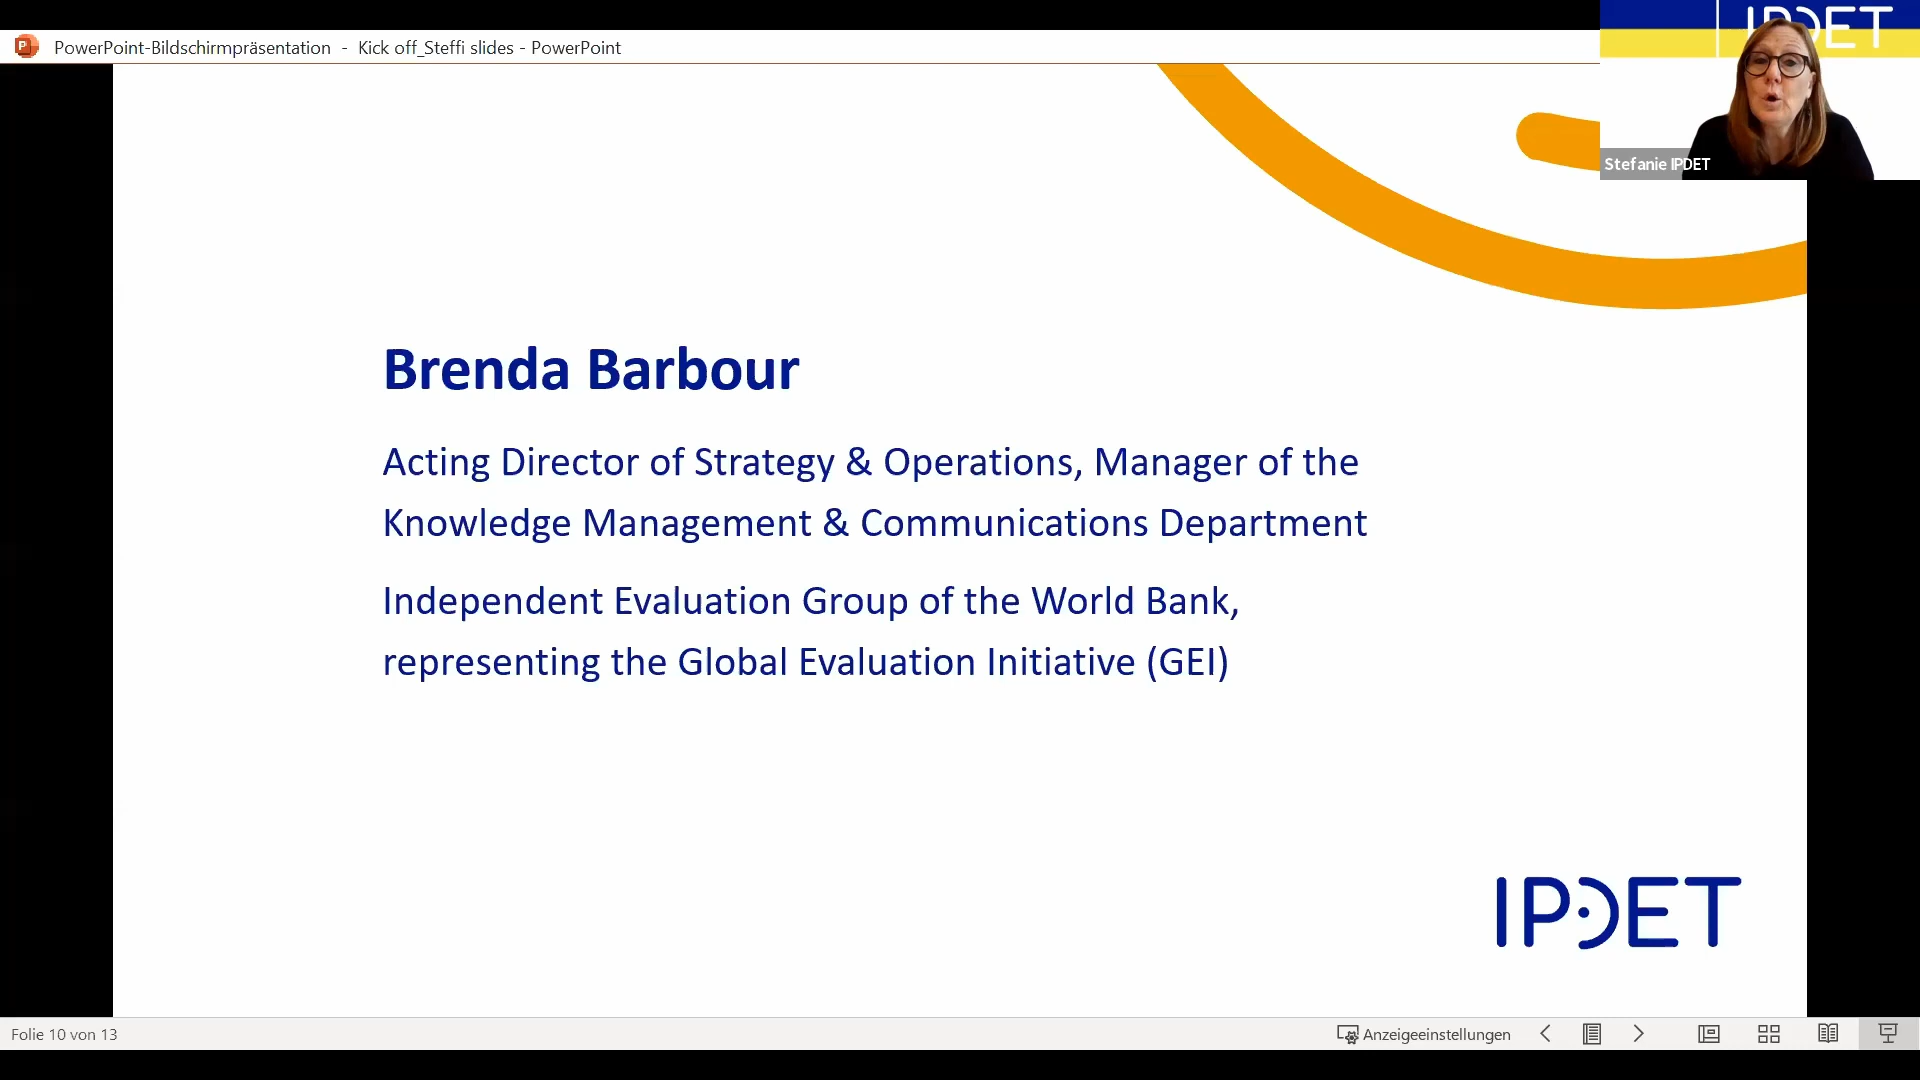 PowerPoint-Bildschirmpräsentation - Kick off_Steffi slides - PowerPoint
IPDET
Stefanie IPDET
Brenda Barbour
Acting Director of Strategy & Operations, Manager of the
Knowledge Management & Communications Department
Independent Evaluation Group of the World Bank,
representing the Global Evaluation Initiative (GEI)
IPDET
Folie 10 von 13
Anzeigeeinstellungen